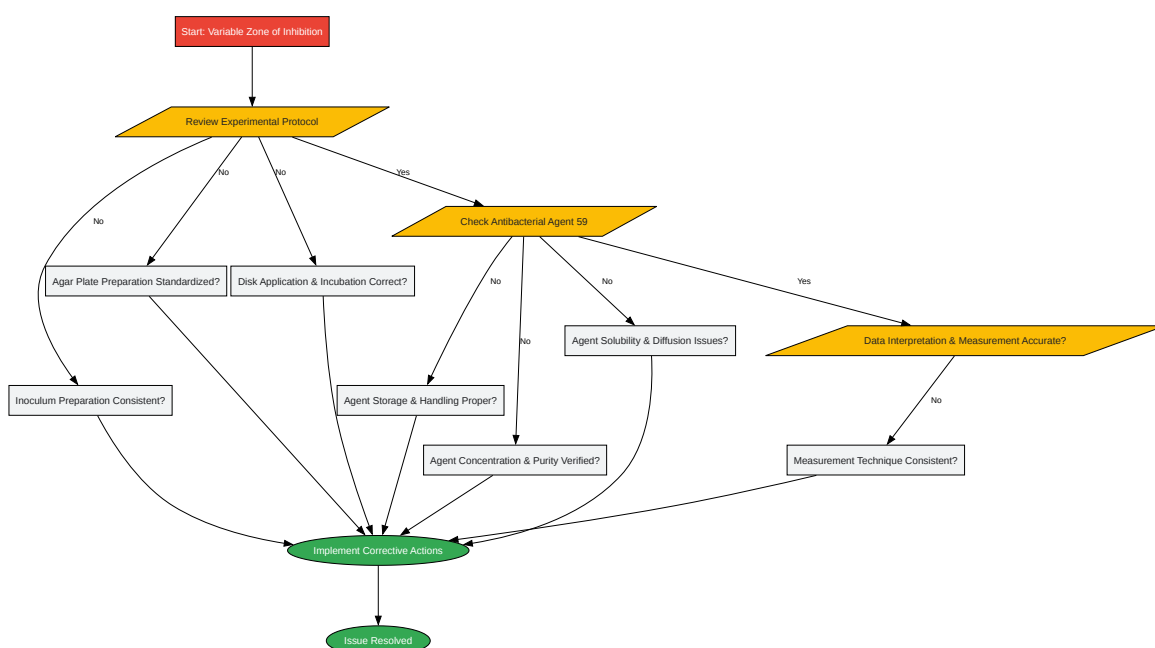 Start: Variable Zone of Inhibition
Review Experimental Protocol
No
No
Yes
No
Check Antibacterial Agent 59
Agar Plate Preparation Standardized?
Disk Application & Incubation Correct?
No
No
Yes
No
Agent Solubility & Diffusion Issues?
Data Interpretation & Measurement Accurate?
Inoculum Preparation Consistent?
Agent Storage & Handling Proper?
No
Agent Concentration & Purity Verified?
Measurement Technique Consistent?
Implement Corrective Actions
Issue Resolved